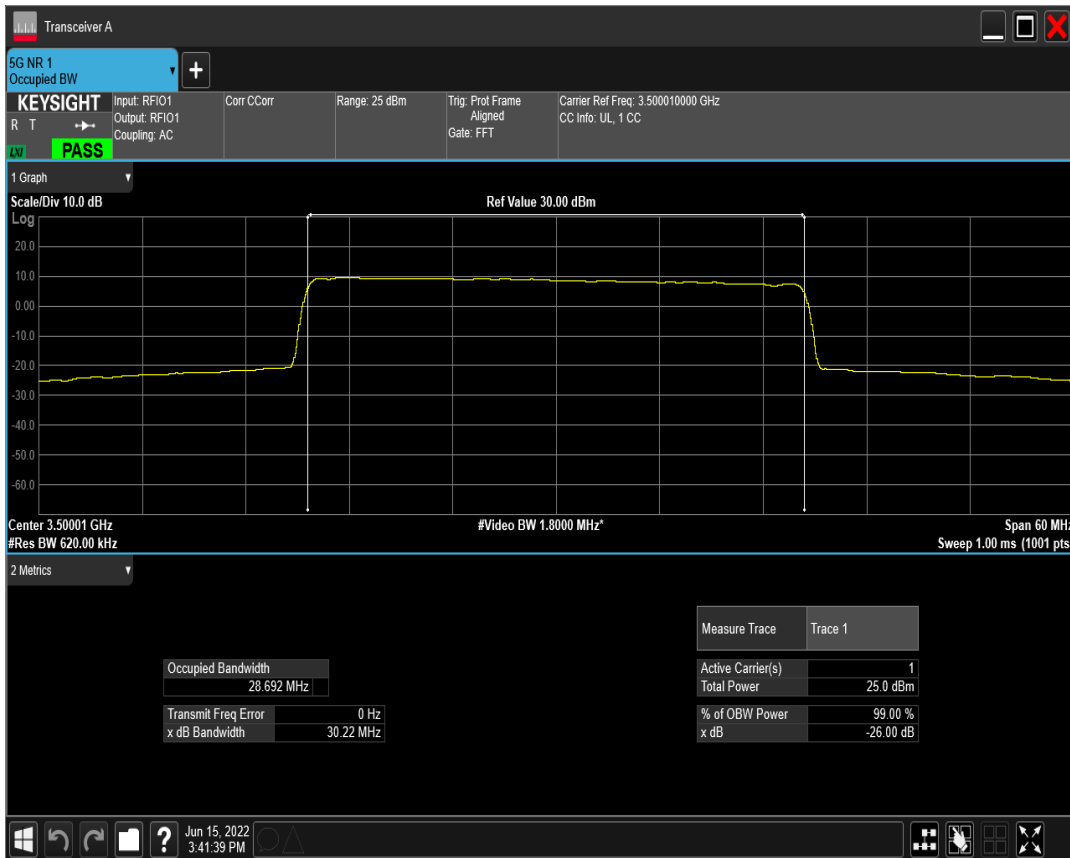 Transceiver A
5G NR 1
Occupied BW
+
KEYSIGHT
R T
LXI
PASS
Input: RFIO1
Output: RFIO1
Coupling: AC
Corr CCorr
Range: 25 dBm
Trig: Prot Frame
Aligned
Gate: FFT
Carrier Ref Freq: 3.500010000 GHz
CC Info: UL, 1 CC
1 Graph
Scale/Div 10.0 dB
Ref Value 30.00 dBm
Log
20.0
10.0
0.00
-10.0
-20.0
-30.0
-40.0
-50.0
-60.0
Center 3.50001 GHz
#Video BW 1.8000 MHz*
Span 60 MHz
#Res BW 620.00 kHz
Sweep 1.00 ms (1001 pts
2 Metrics
Measure Trace Trace 1
Occupied Bandwidth
28.692 MHz
Active Carrier(s) 1
Total Power 25.0 dBm
Transmit Freq Error 0 Hz
x dB Bandwidth 30.22 MHz
% of OBW Power 99.00 %
x dB -26.00 dB
?
Jun 15, 2022
3:41:39 PM